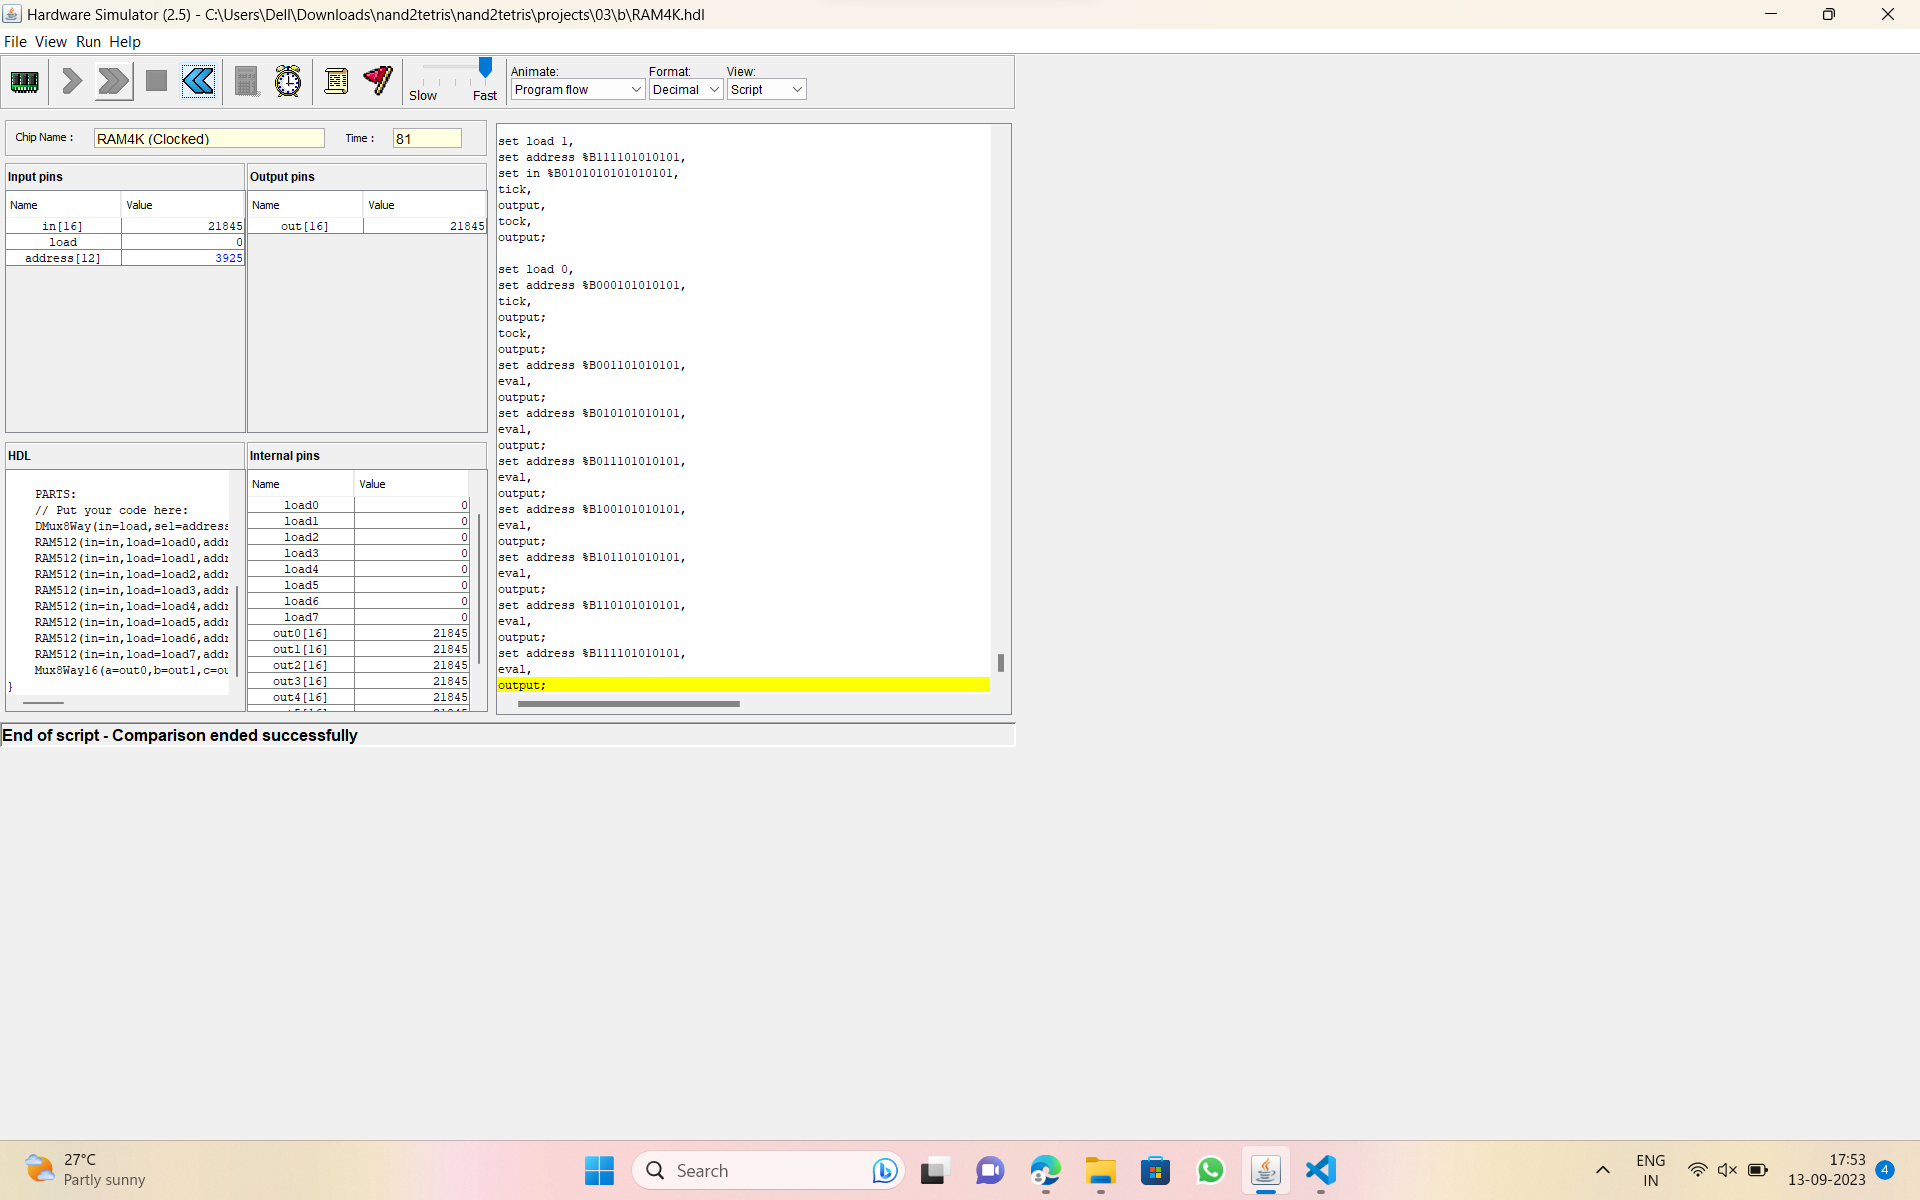 Hardware Simulator (2.5) - C:\Users\Dell\Downloads\nand2tetris\nand2tetris\projects\03\b\RAM4K.hdl
File View Run Help
Slow Fast
Animate: Format: View:
Program flow Decimal Script
Chip Name : RAM4K (Clocked) Time : 81
Input pins
Name Value
in[16] 21845
load 0
address[12] 3925
Output pins
Name Value
out[16] 21845
HDL
PARTS:
// Put your code here:
DMux8Way(in=load,sel=address
RAM512(in=in,load=load0,addr
RAM512(in=in,load=load1,addr
RAM512(in=in,load=load2,addr
RAM512(in=in,load=load3,addr
RAM512(in=in,load=load4,addr
RAM512(in=in,load=load5,addr
RAM512(in=in,load=load6,addr
RAM512(in=in,load=load7,addr
Mux8Way16(a=out0,b=out1,c=ou
}
Internal pins
Name Value
load0 0
load1 0
load2 0
load3 0
load4 0
load5 0
load6 0
load7 0
out0[16] 21845
out1[16] 21845
out2[16] 21845
out3[16] 21845
out4[16] 21845
set load 1,
set address %B111101010101,
set in %B0101010101010101,
tick,
output,
tock,
output;
set load 0,
set address %B000101010101,
tick,
output;
tock,
output;
set address %B001101010101,
eval,
output;
set address %B010101010101,
eval,
output;
set address %B011101010101,
eval,
output;
set address %B100101010101,
eval,
output;
set address %B101101010101,
eval,
output;
set address %B110101010101,
eval,
output;
set address %B111101010101,
eval,
output;
End of script - Comparison ended successfully
27°C
Partly sunny
Search
ENG
IN
17:53
13-09-2023
4